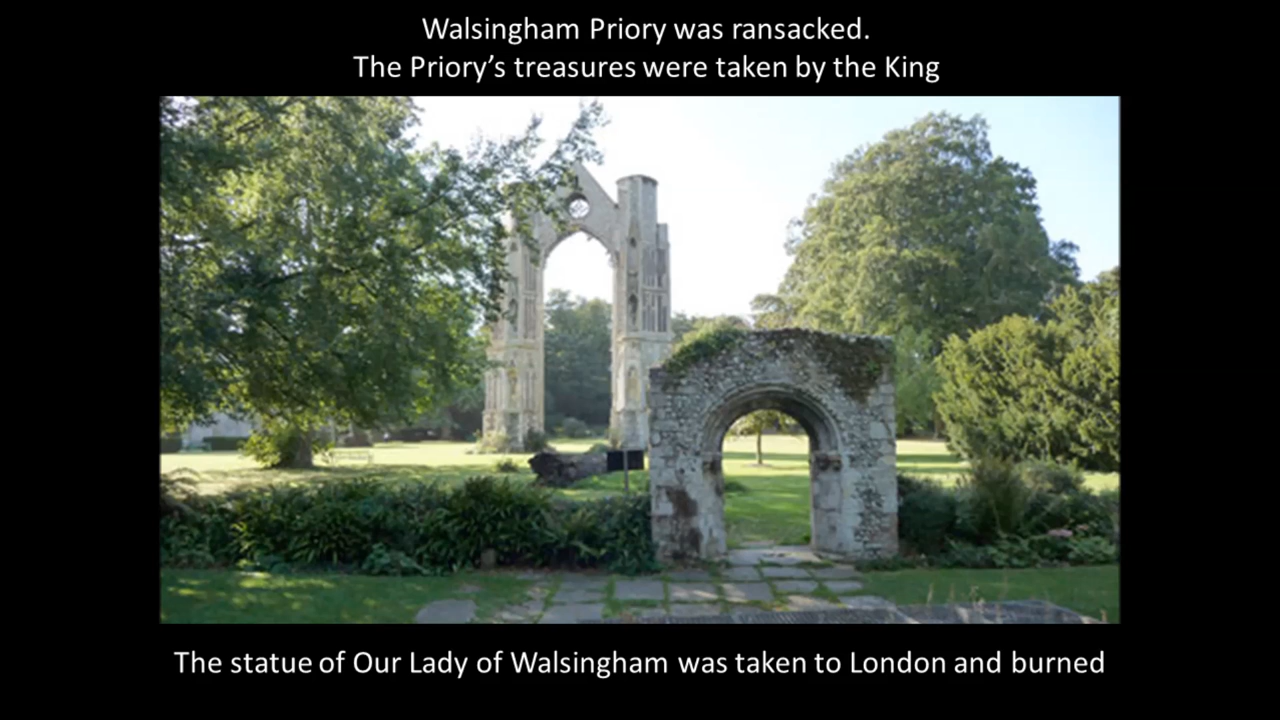 Walsingham Priory was ransacked.
The Priory’s treasures were taken by the King
The statue of Our Lady of Walsingham was taken to London and burned